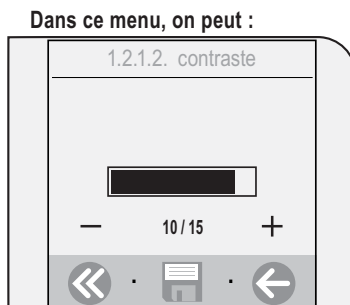 Dans ce menu, on peut :
1.2.1.2. contraste
— 10 / 15 +